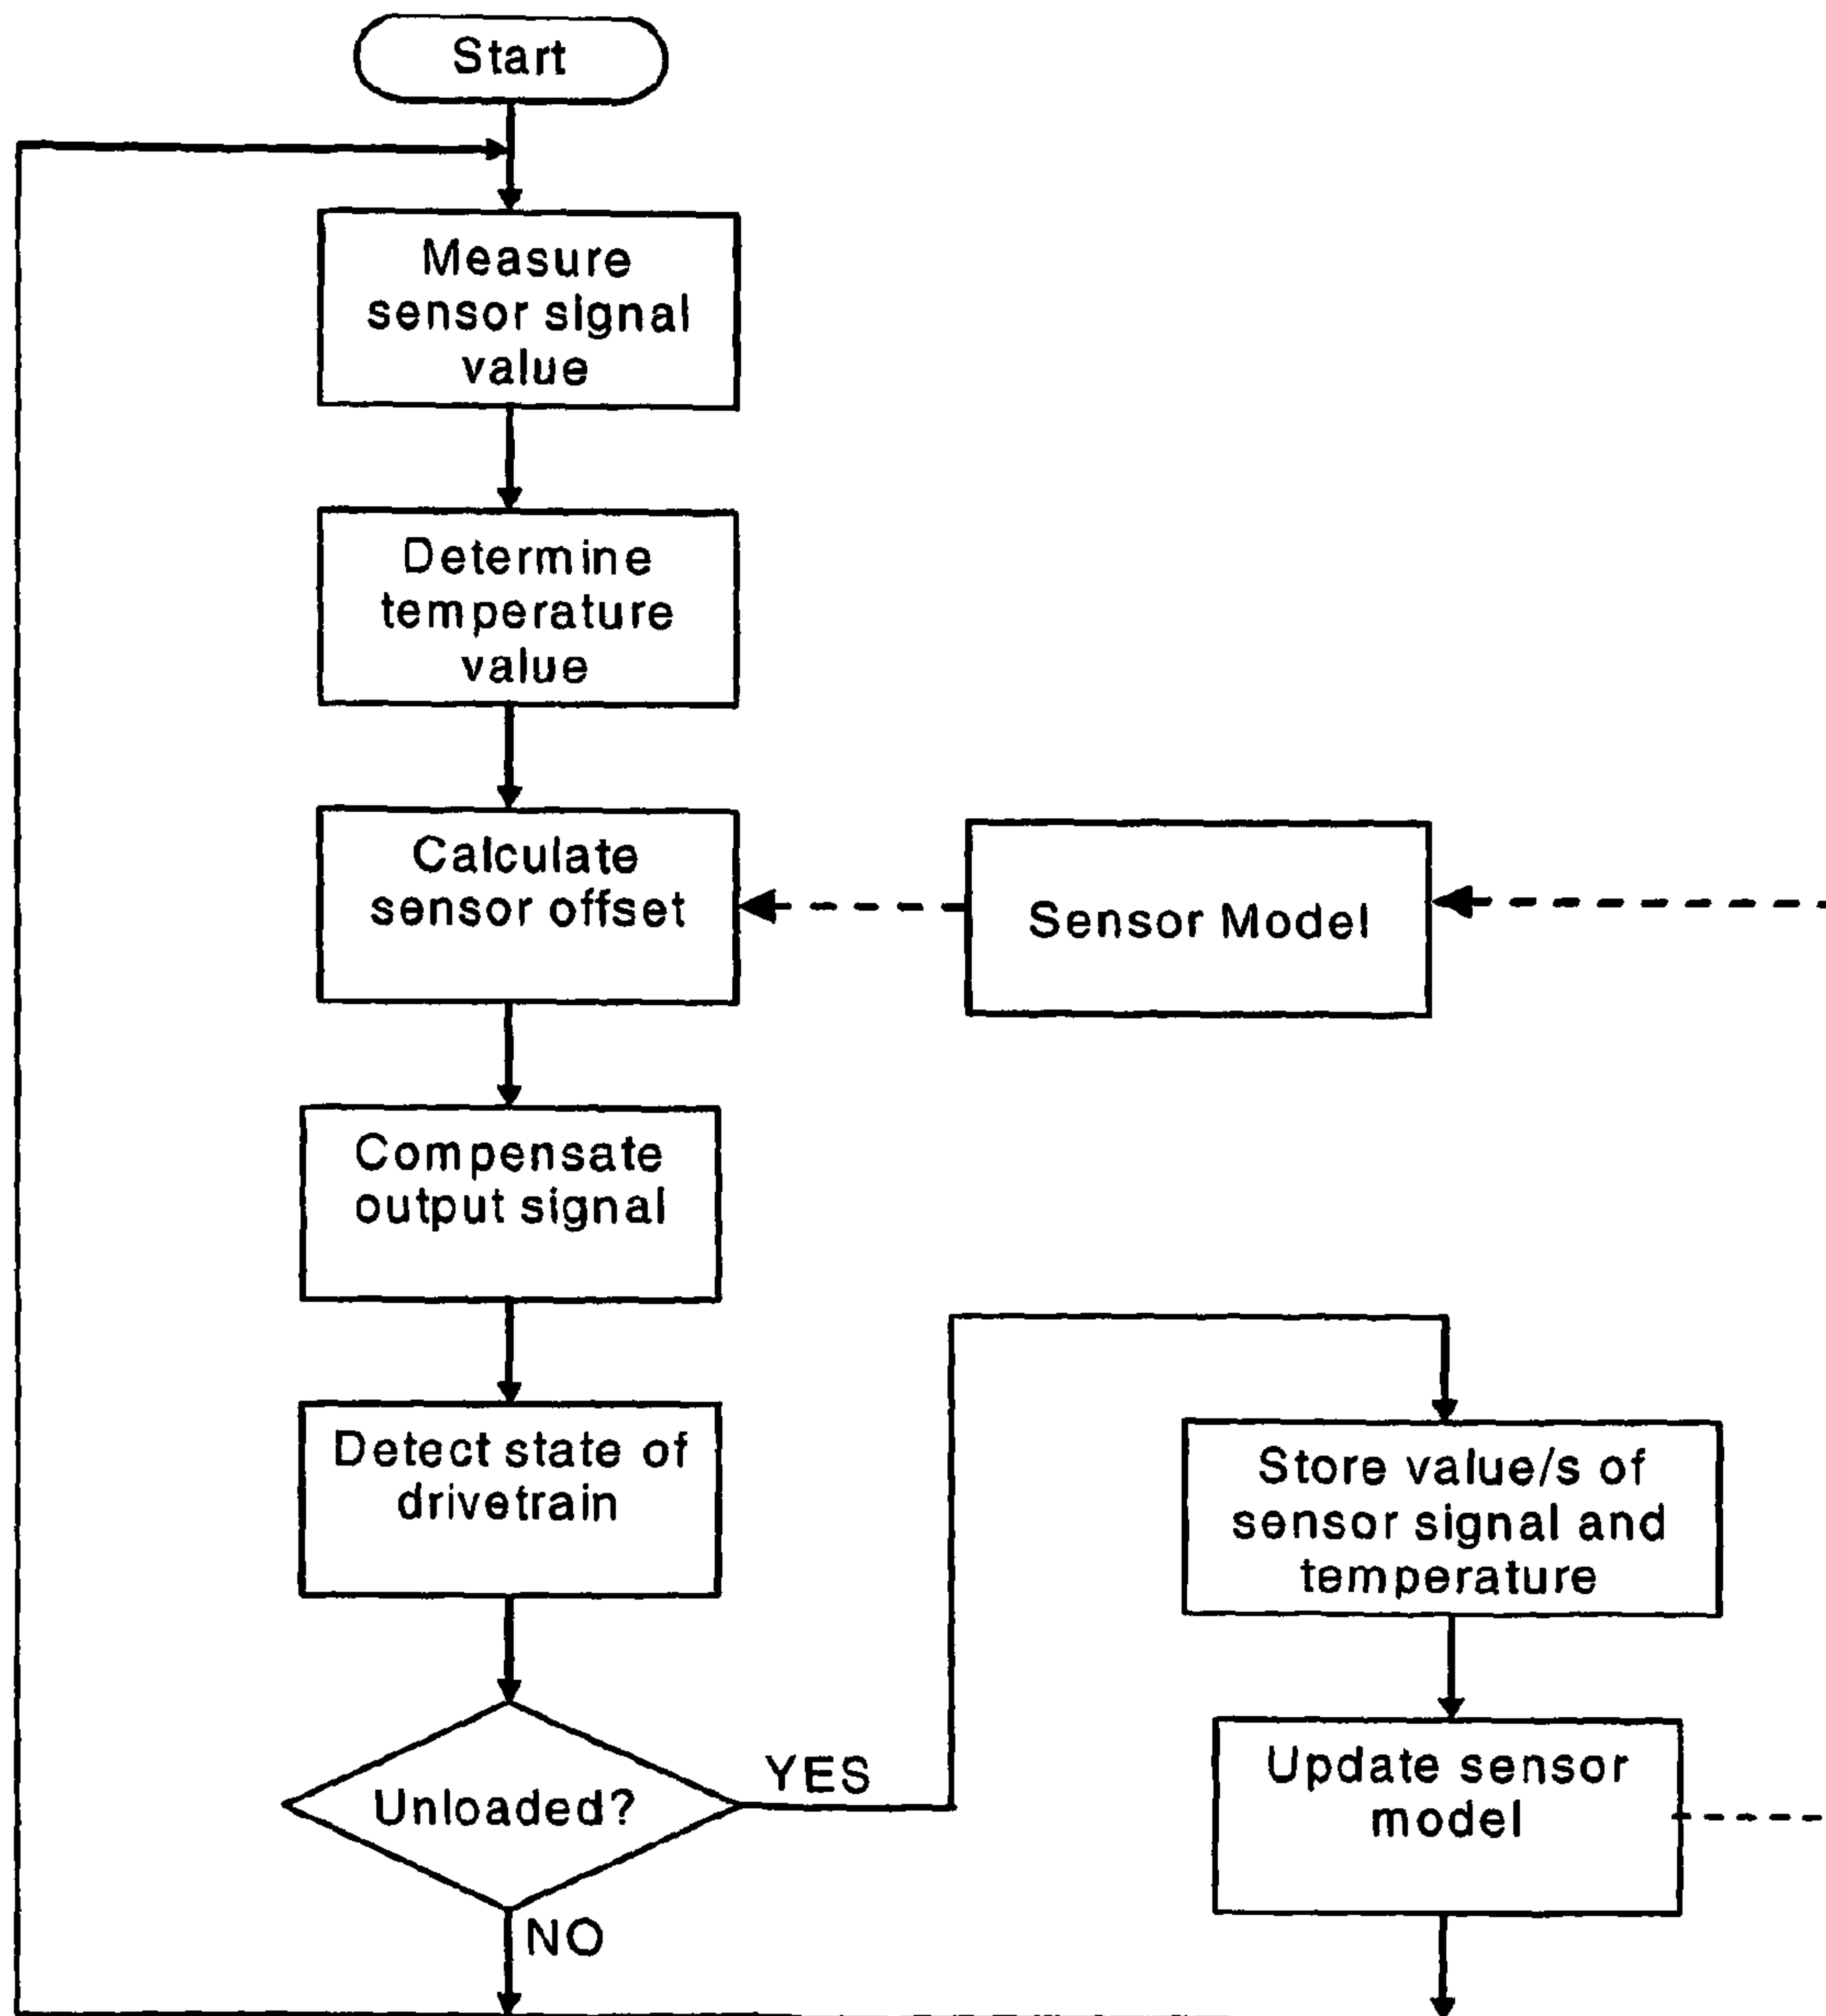 Start
Measure
sensor signal
value
Determine
temperature
value
Calculate
sensor offset
Sensor Model
Compensate
output signal
Detect state of
drivetrain
Store value/s of
sensor signal and
temperature
Unloaded?
YES
NO
Update sensor
model